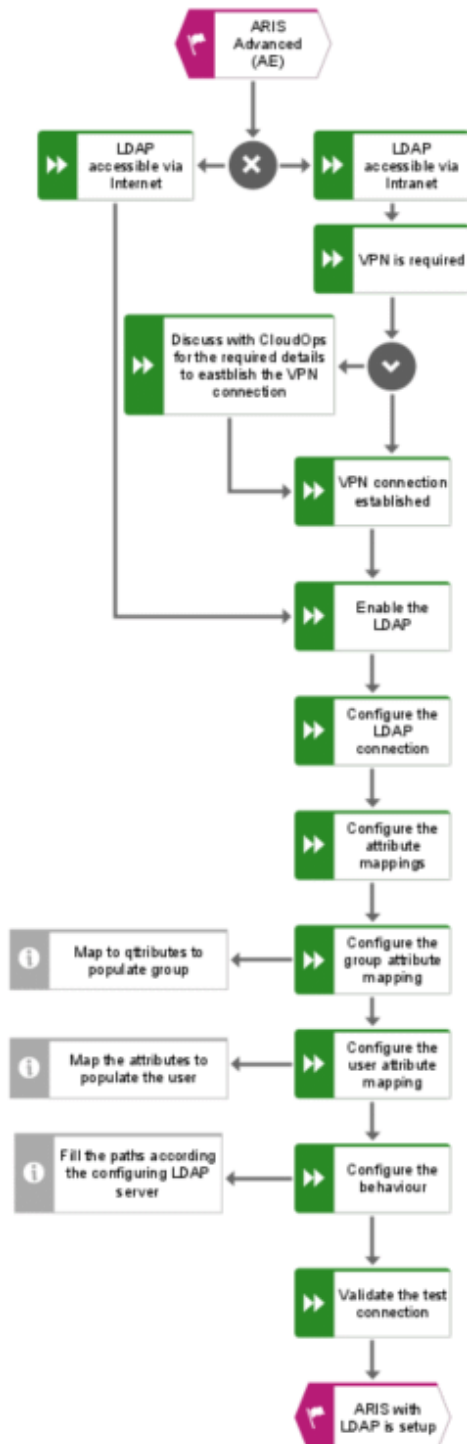 ARIS
Advanced
(AE)
LDAP
accessible via
Internet
LDAP
accessible via
Intranet
VPN is required
Discuss with CloudOps
for the required details
to eastblish the VPN
connection
VPN connection
established
Enable the
LDAP
Configure the
LDAP
connection
Configure the
attribute
mappings
Map to qttributes to
populate group
Configure the
group attribute
mapping
Map the attributes to
populate the user
Configure the
user attribute
mapping
Fill the paths according
the configuring LDAP
server
Configure the
behaviour
Validate the test
connection
ARIS with
LDAP is setup